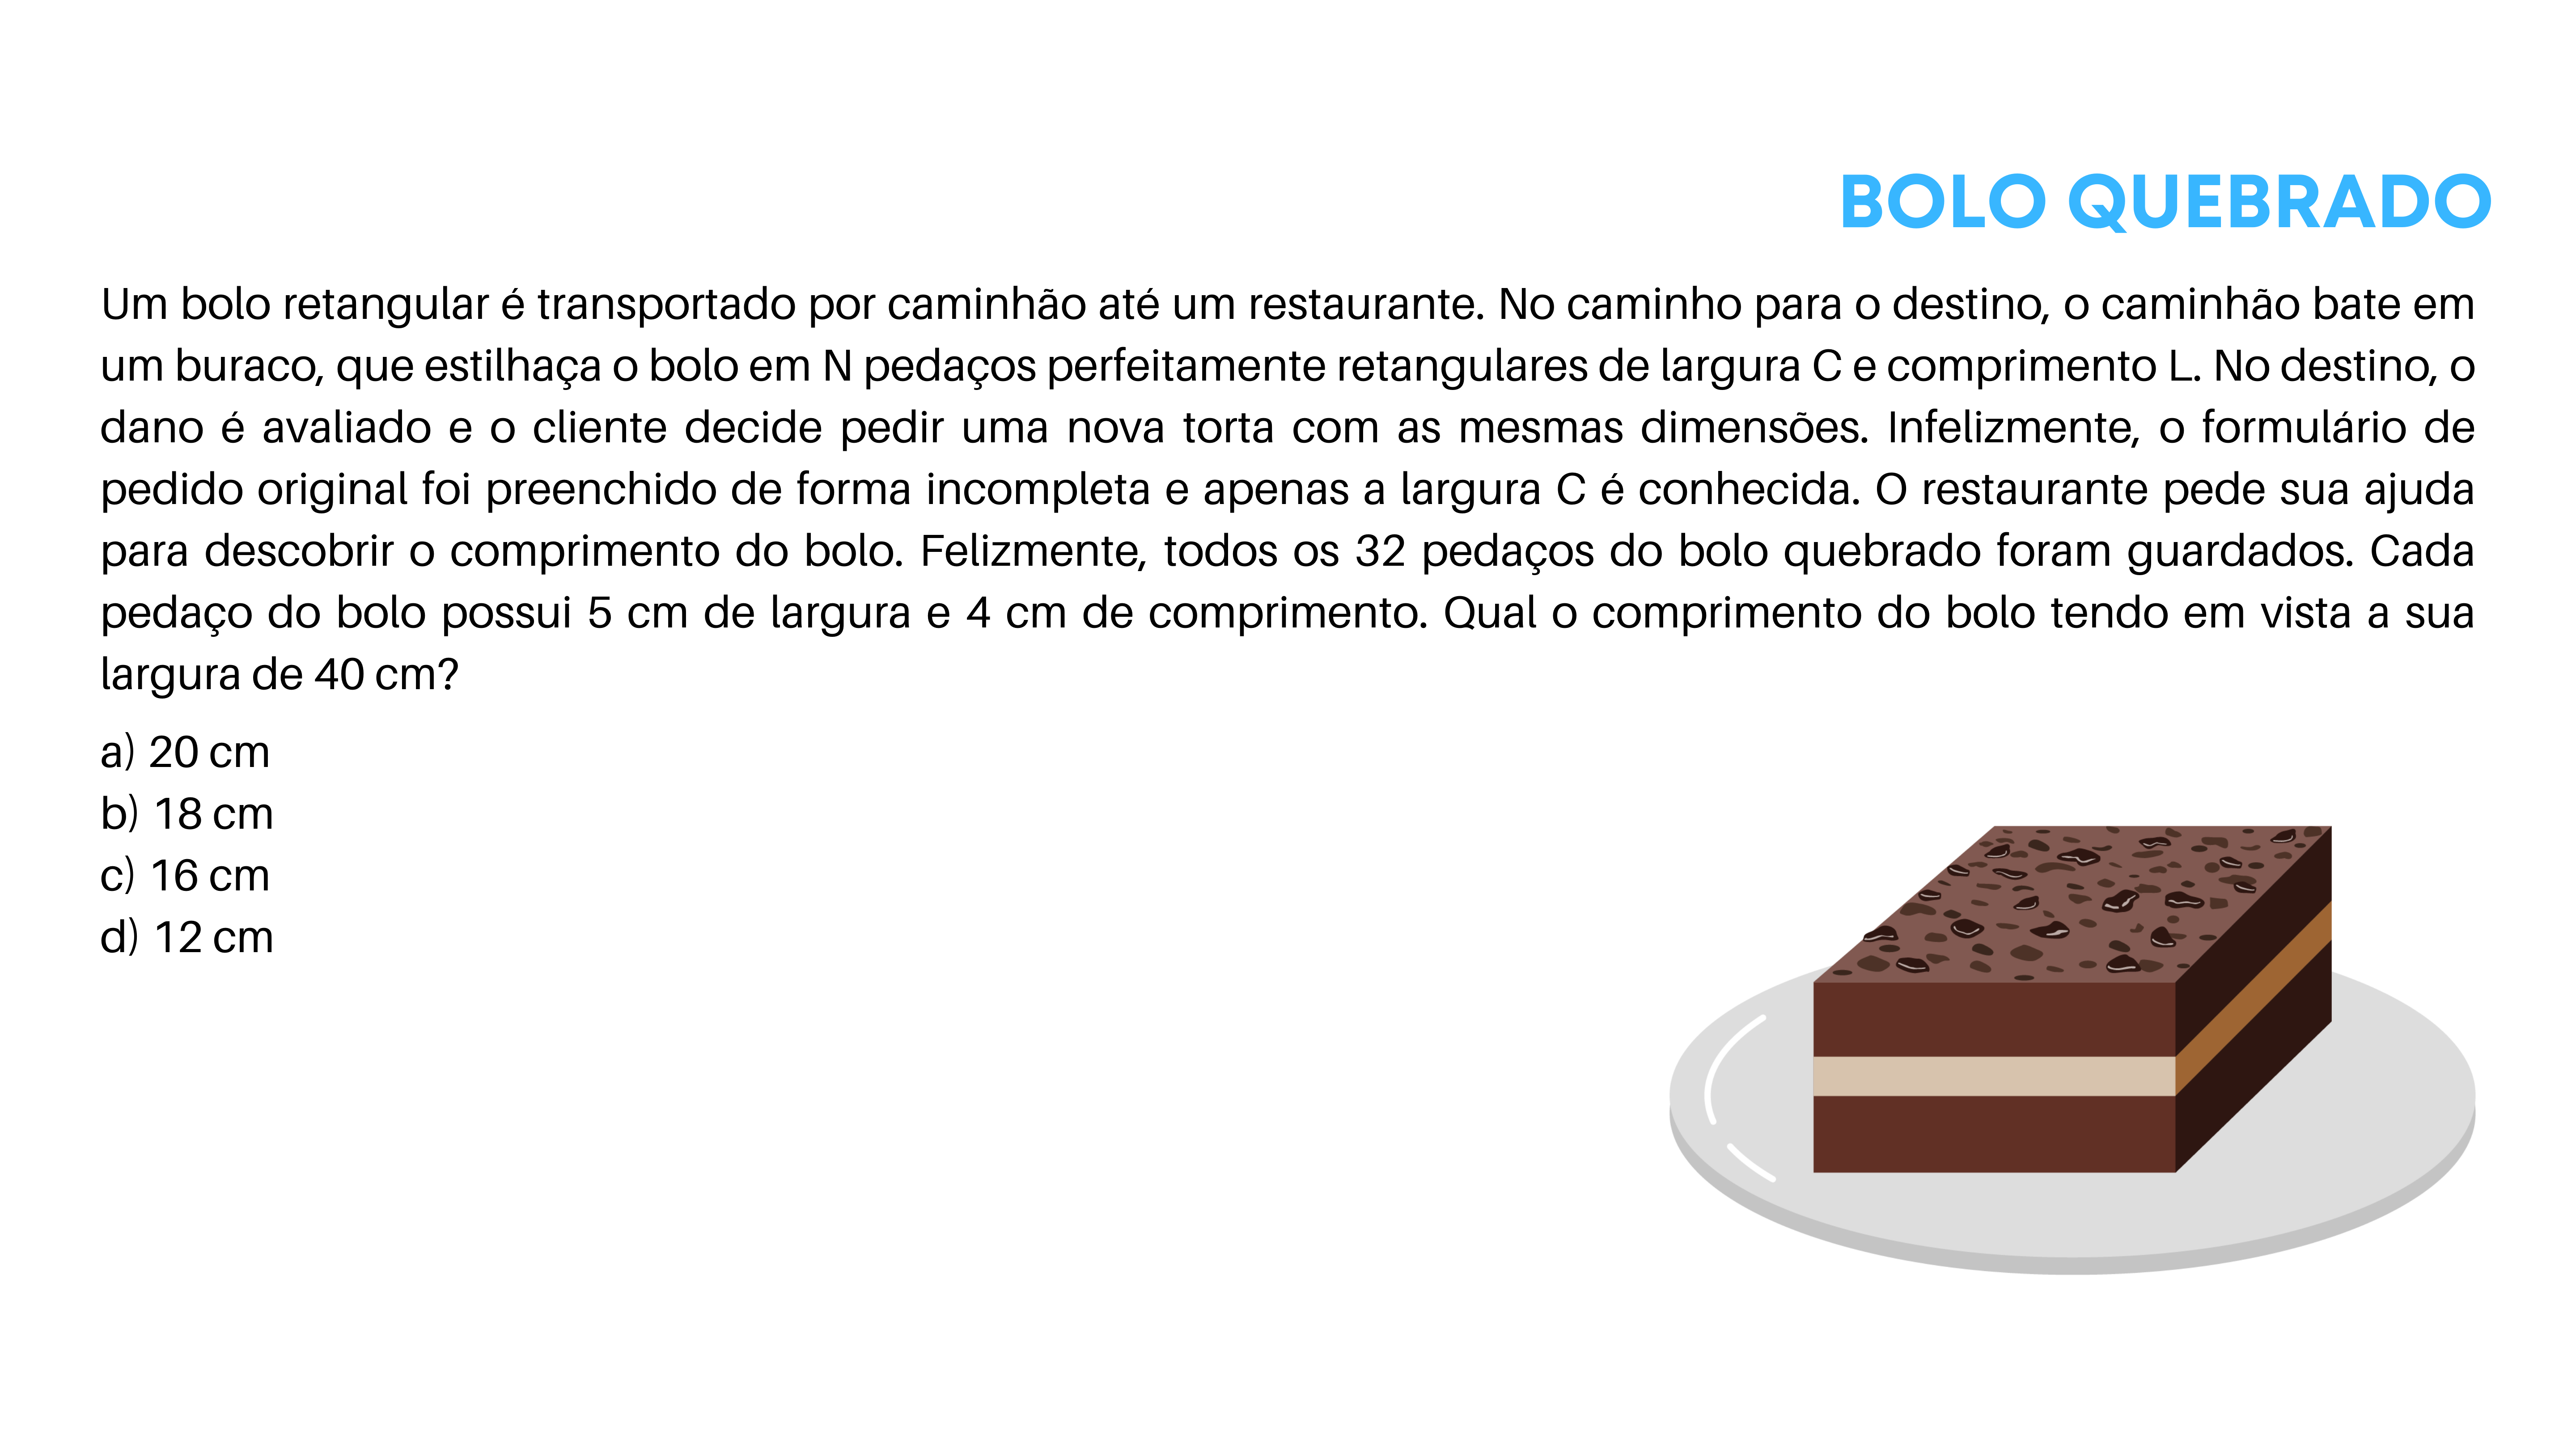 BOLO QUEBRADO
Um bolo retangular é transportado por caminhão até um restaurante. No caminho para o destino, o caminhão bate em
um buraco, que estilhaça o bolo em N pedaços perfeitamente retangulares de largura C e comprimento L. No destino, o
dano é avaliado e o cliente decide pedir uma nova torta com as mesmas dimensões. Infelizmente, o formulário de
pedido original foi preenchido de forma incompleta e apenas a largura C é conhecida. O restaurante pede sua ajuda
para descobrir o comprimento do bolo. Felizmente, todos os 32 pedaços do bolo quebrado foram guardados. Cada
pedaço do bolo possui 5 cm de largura e 4 cm de comprimento. Qual o comprimento do bolo tendo em vista a sua
largura de 40 cm?
a) 20 cm
b) 18 cm
c) 16 cm
d) 12 cm